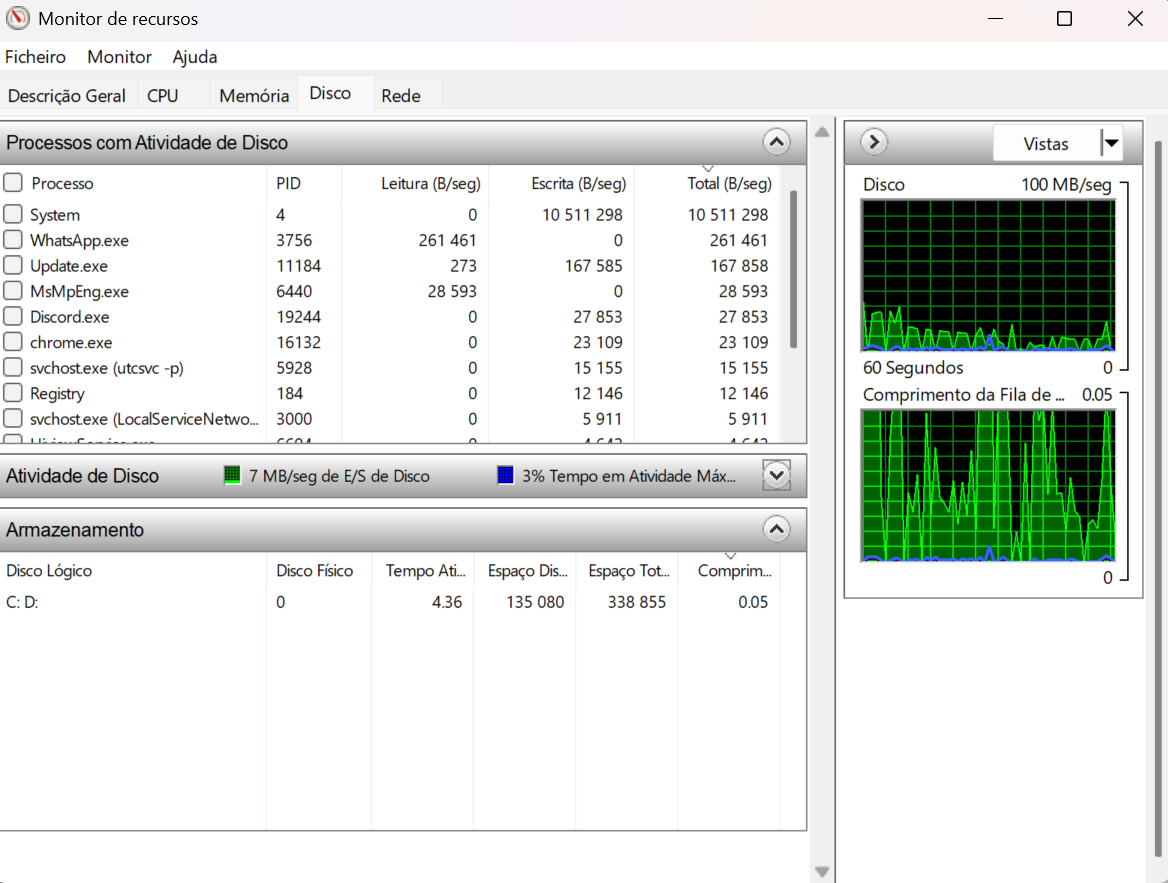 Monitor de recursos
Ficheiro Monitor Ajuda
Descrição Geral CPU Memória Disco Rede
Processos com Atividade de Disco
Processo PID Leitura (B/seg) Escrita (B/seg) Total (B/seg)
System 4 0 10 511 298 10 511 298
WhatsApp.exe 3756 261 461 0 261 461
Update.exe 11184 273 167 585 167 858
MsMpEng.exe 6440 28 593 0 28 593
Discord.exe 19244 0 27 853 27 853
chrome.exe 16132 0 23 109 23 109
svchost.exe (utcsvc -p) 5928 0 15 155 15 155
Registry 184 0 12 146 12 146
svchost.exe (LocalServiceNetwo... 3000 0 5 911 5 911
Atividade de Disco 7 MB/seg de E/S de Disco 3% Tempo em Atividade Máx...
Armazenamento
Disco Lógico Disco Físico Tempo Ati... Espaço Dis... Espaço Tot... Comprim...
C: D: 0 4.36 135 080 338 855 0.05
Vistas
Disco 100 MB/seg
60 Segundos 0
Comprimento da Fila de ... 0.05
0